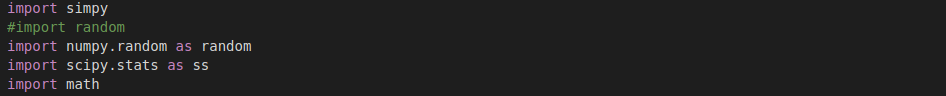 import simpy
#import random
import numpy.random as random
import scipy.stats as ss
import math